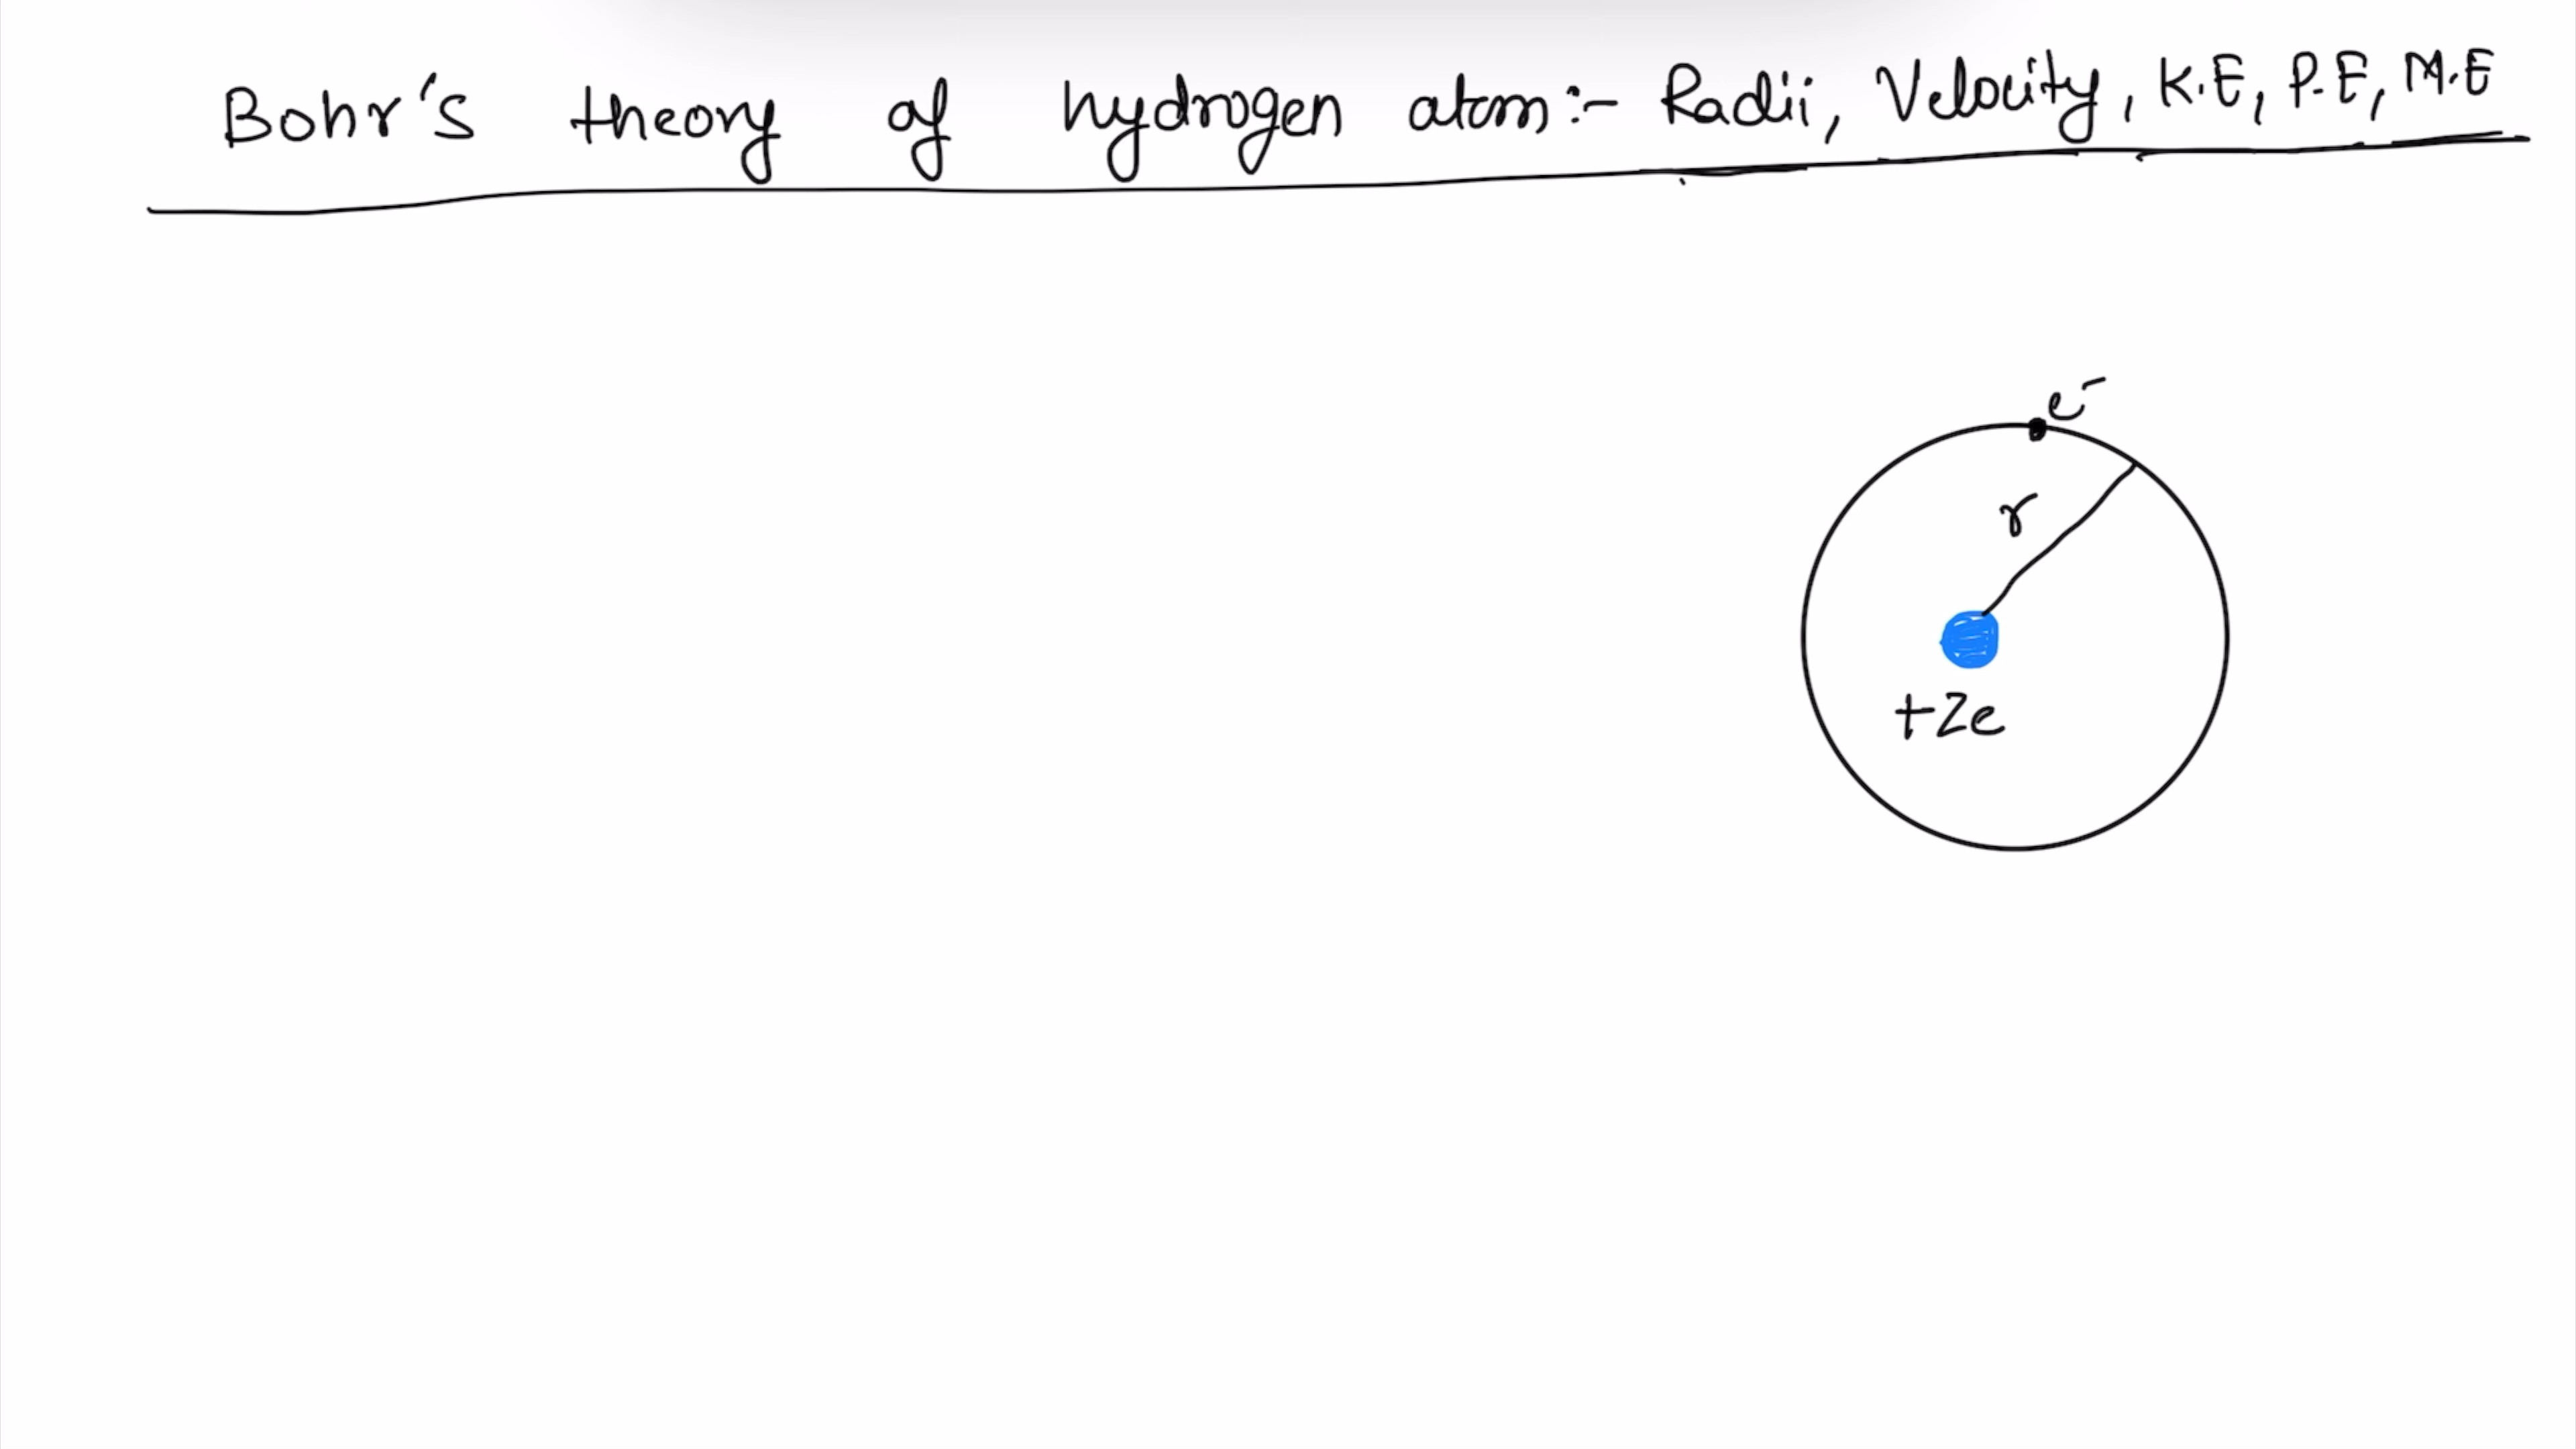 Bohr's theory of hydrogen atom:- Radii, Velocity, K.E, P.E, M.E
e⁻
r
+Ze